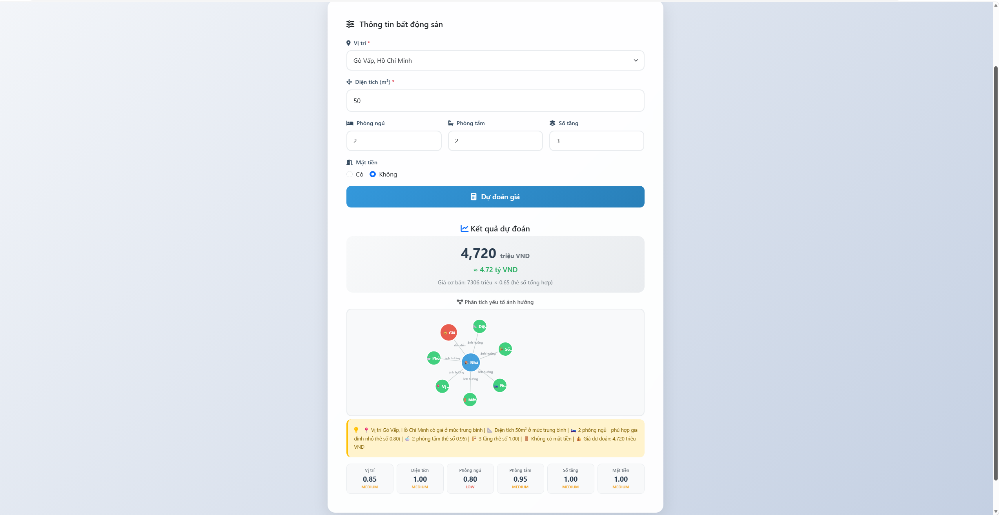 Thông tin bất động sản
Vị trí *
Gò Vấp, Hồ Chí Minh
Diện tích (m²) *
50
Phòng ngủ
Phòng tắm
Số tầng
2
2
3
Mặt tiền
Có
Không
Dự đoán giá
Kết quả dự đoán
4,720 triệu VND
≈ 4.72 tỷ VND
Giá cơ bản: 7306 triệu × 0.65 (hệ số tổng hợp)
Phân tích yếu tố ảnh hưởng
Diệ..
Giá
ảnh hưởng
dẫn đến
Số..
ảnh hưởng
Phò
ảnh hưởng
Nhà
ảnh hưởng
ảnh hưởng
ảnh hưởng
Vị ..
Ph..
Mặt.
Vị trí Gò Vấp, Hồ Chí Minh có giá ở mức trung bình | Diện tích 50m² ở mức trung bình | 2 phòng ngủ - phù hợp gia
đình nhỏ (hệ số 0.80) | 2 phòng tắm (hệ số 0.95) | 3 tầng (hệ số 1.00) | Không có mặt tiền | Giá dự đoán: 4,720 triệu
VND
Vị trí
0.85
MEDIUM
Diện tích
1.00
MEDIUM
Phòng ngủ
0.80
LOW
Phòng tắm
0.95
MEDIUM
Số tầng
1.00
MEDIUM
Mặt tiền
1.00
MEDIUM